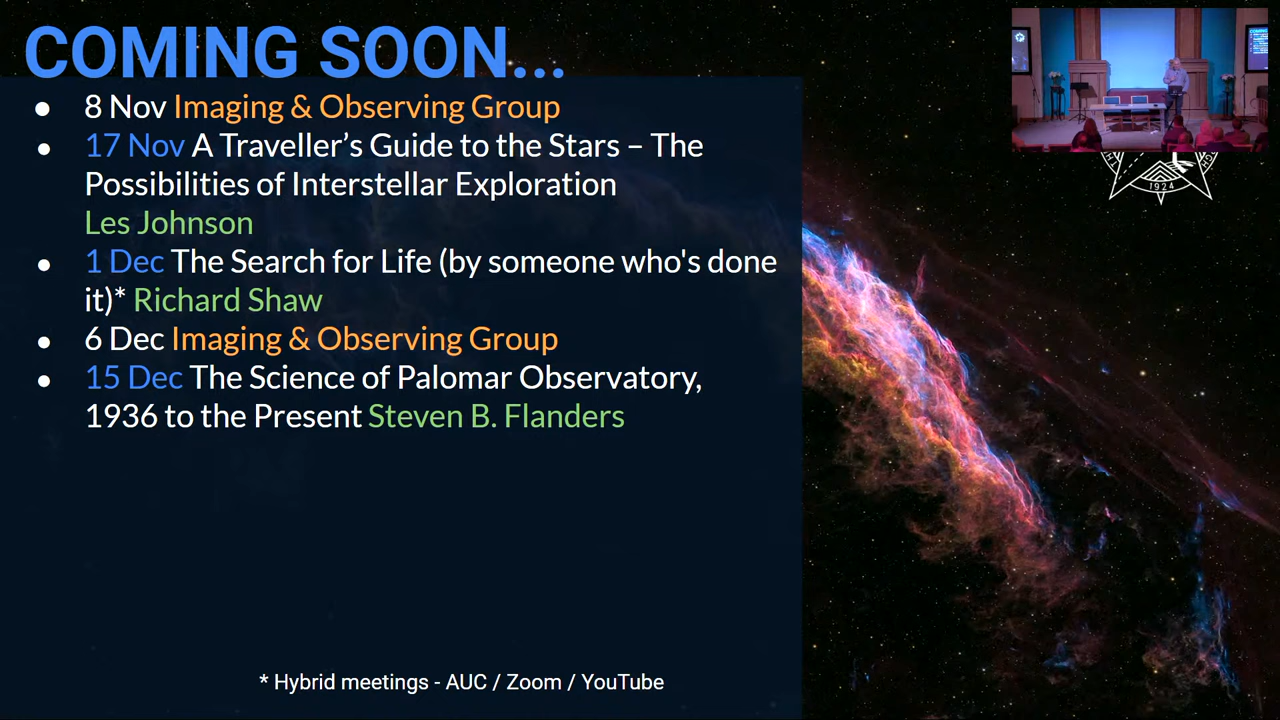 COMING SOON...
● 8 Nov Imaging & Observing Group
● 17 Nov A Traveller’s Guide to the Stars – The
Possibilities of Interstellar Exploration
Les Johnson
● 1 Dec The Search for Life (by someone who's done
it)* Richard Shaw
● 6 Dec Imaging & Observing Group
● 15 Dec The Science of Palomar Observatory,
1936 to the Present Steven B. Flanders
* Hybrid meetings - AUC / Zoom / YouTube
1924